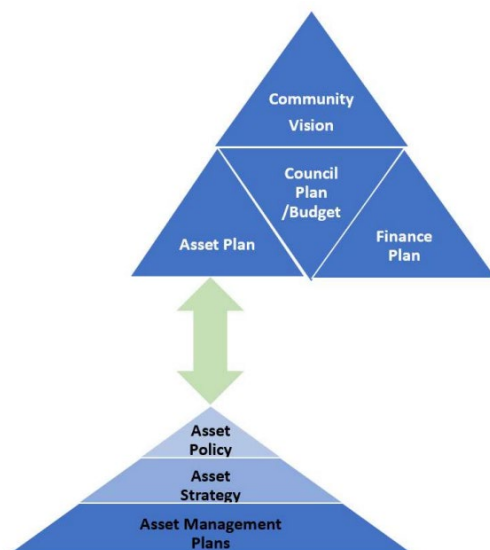 Community
Vision
Council
Plan
/Budget
Asset Plan
Finance
Plan
Asset
Policy
Asset
Strategy
Asset Management
Plans